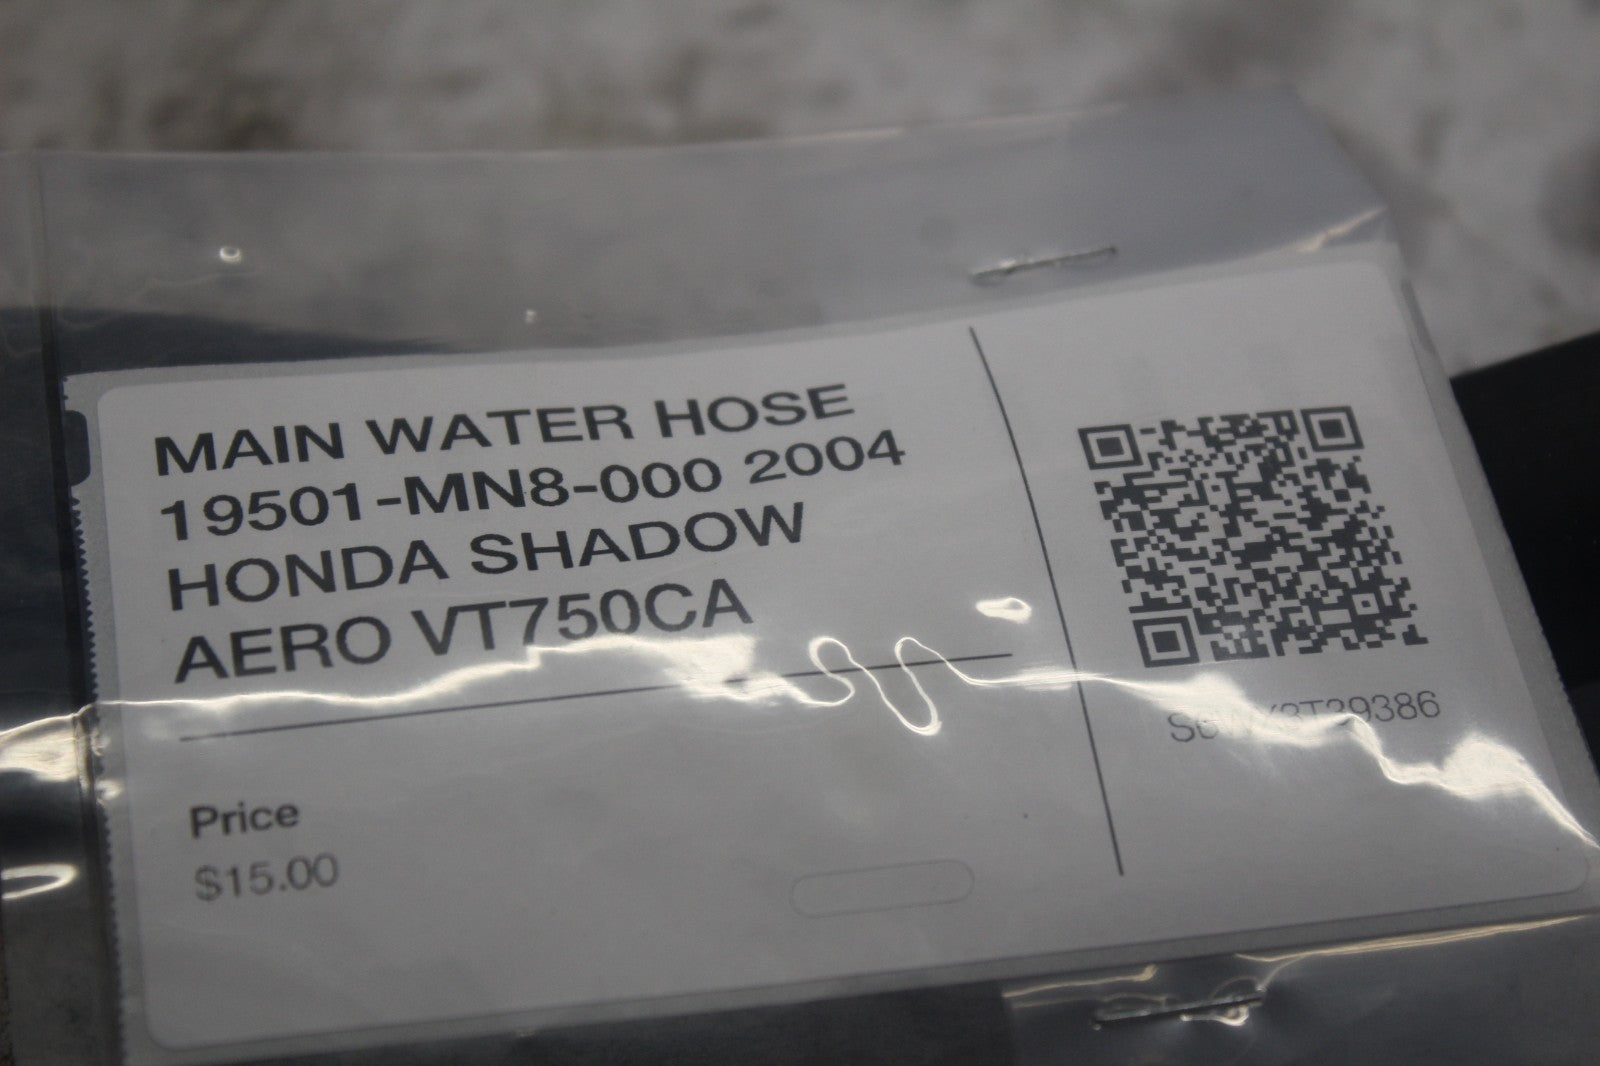 MAIN WATER HOSE
19501-MN8-000 2004
HONDA SHADOW
AERO VT750CA
Price
$15.00